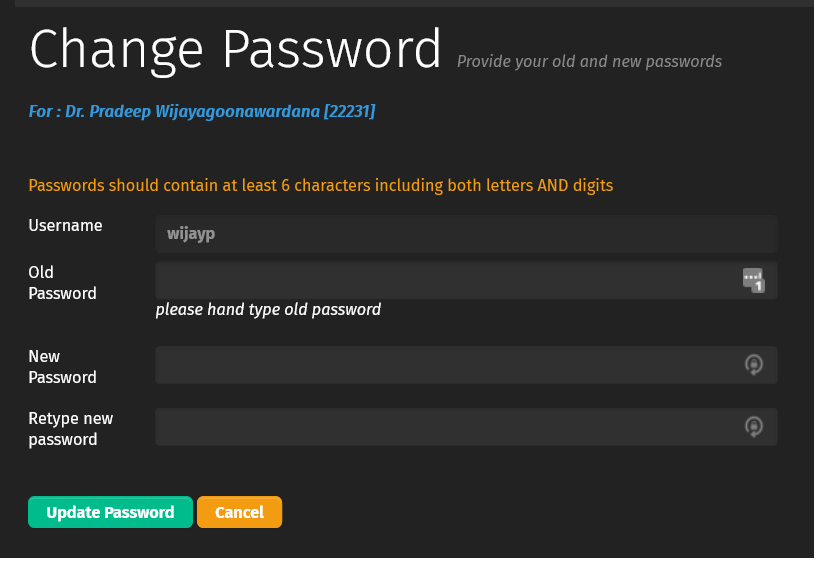 Change Password Provide your old and new passwords
For : Dr. Pradeep Wijayagoonawardana [22231]
Passwords should contain at least 6 characters including both letters AND digits
Username
wijayp
Old
Password
1
please hand type old password
New
Password
Retype new
password
Update Password
Cancel